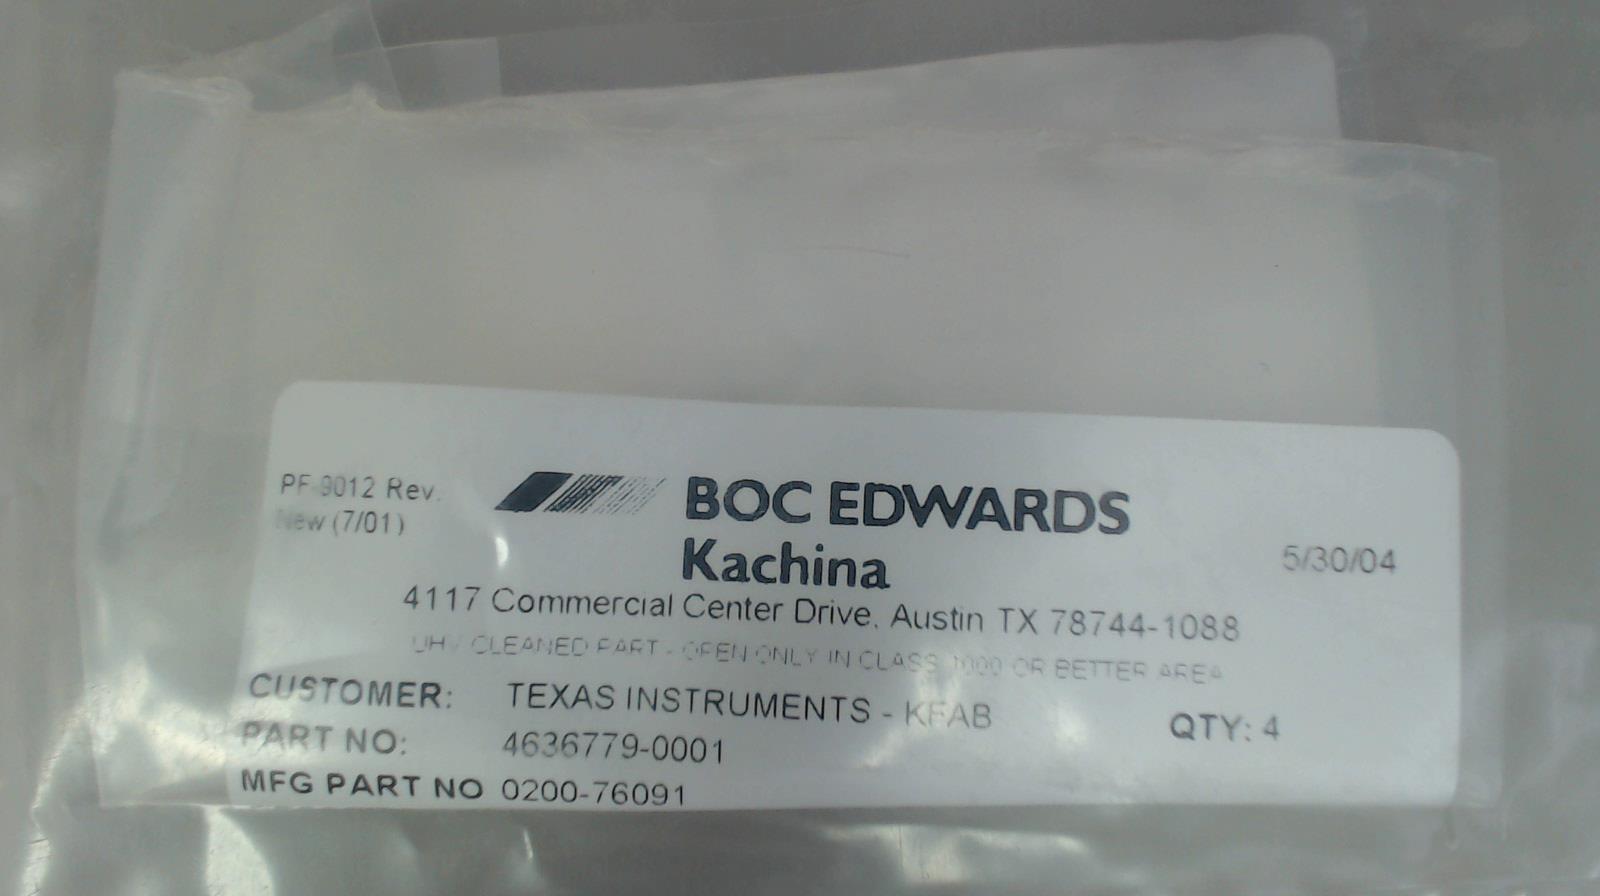 PF-9012 Rev.
New (7/01)
BOC EDWARDS
Kachina
5/30/04
4117 Commercial Center Drive, Austin TX 78744-1088
UHV CLEANED PART - OPEN ONLY IN CLASS 1000 OR BETTER AREA
CUSTOMER: TEXAS INSTRUMENTS - KFAB
QTY: 4
PART NO: 4636779-0001
MFG PART NO 0200-76091